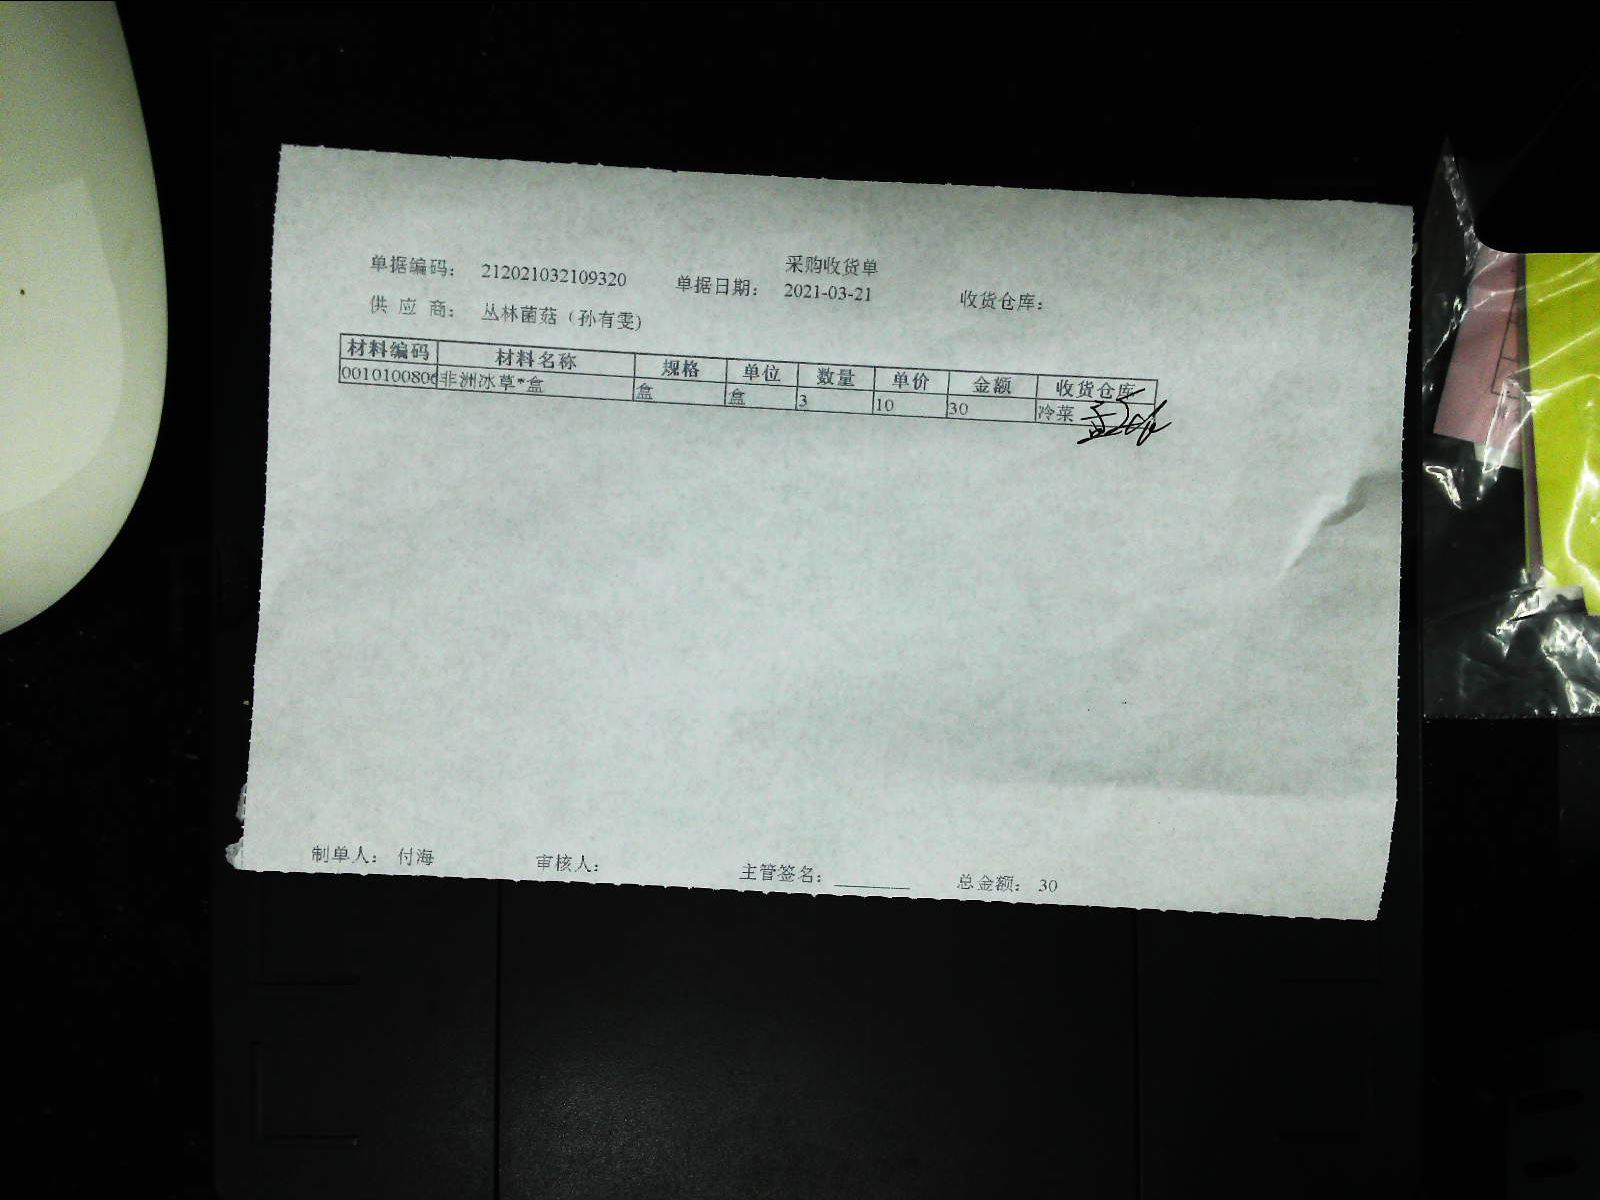 采购收货单
单据编码： 212021032109320 单据日期： 2021-03-21 收货仓库：
供 应 商： 丛林菌菇（孙有雯）
材料编码 材料名称 规格 单位 数量 单价 金额 收货仓库
0010100806 非洲冰草*盒 盒 盒 3 10 30 冷菜
制单人： 付海 审核人： 主管签名：________ 总金额： 30